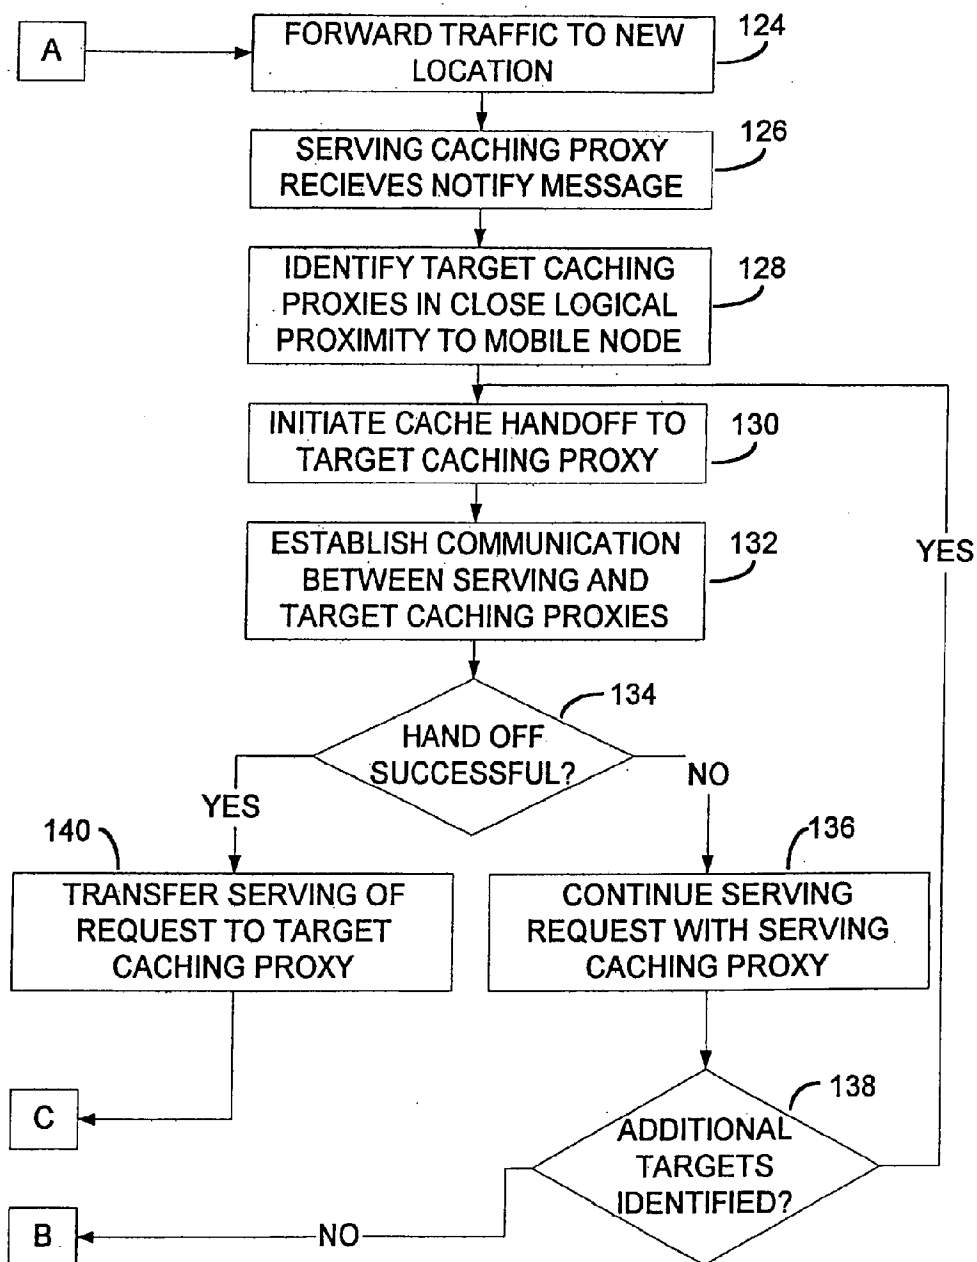 A
FORWARD TRAFFIC TO NEW
LOCATION
124
SERVING CACHING PROXY
RECIEVES NOTIFY MESSAGE
126
IDENTIFY TARGET CACHING
PROXIES IN CLOSE LOGICAL
PROXIMITY TO MOBILE NODE
128
INITIATE CACHE HANDOFF TO
TARGET CACHING PROXY
130
ESTABLISH COMMUNICATION
BETWEEN SERVING AND
TARGET CACHING PROXIES
132
YES
HAND OFF
SUCCESSFUL?
134
YES
NO
140
TRANSFER SERVING OF
REQUEST TO TARGET
CACHING PROXY
136
CONTINUE SERVING
REQUEST WITH SERVING
CACHING PROXY
C
ADDITIONAL
TARGETS
IDENTIFIED?
138
B
NO